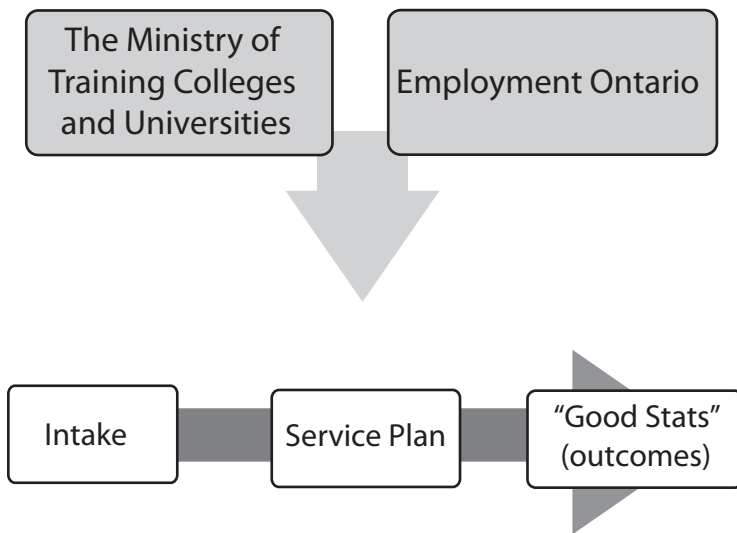 The Ministry of
Training Colleges
and Universities
Employment Ontario
Intake
Service Plan
“Good Stats”
(outcomes)